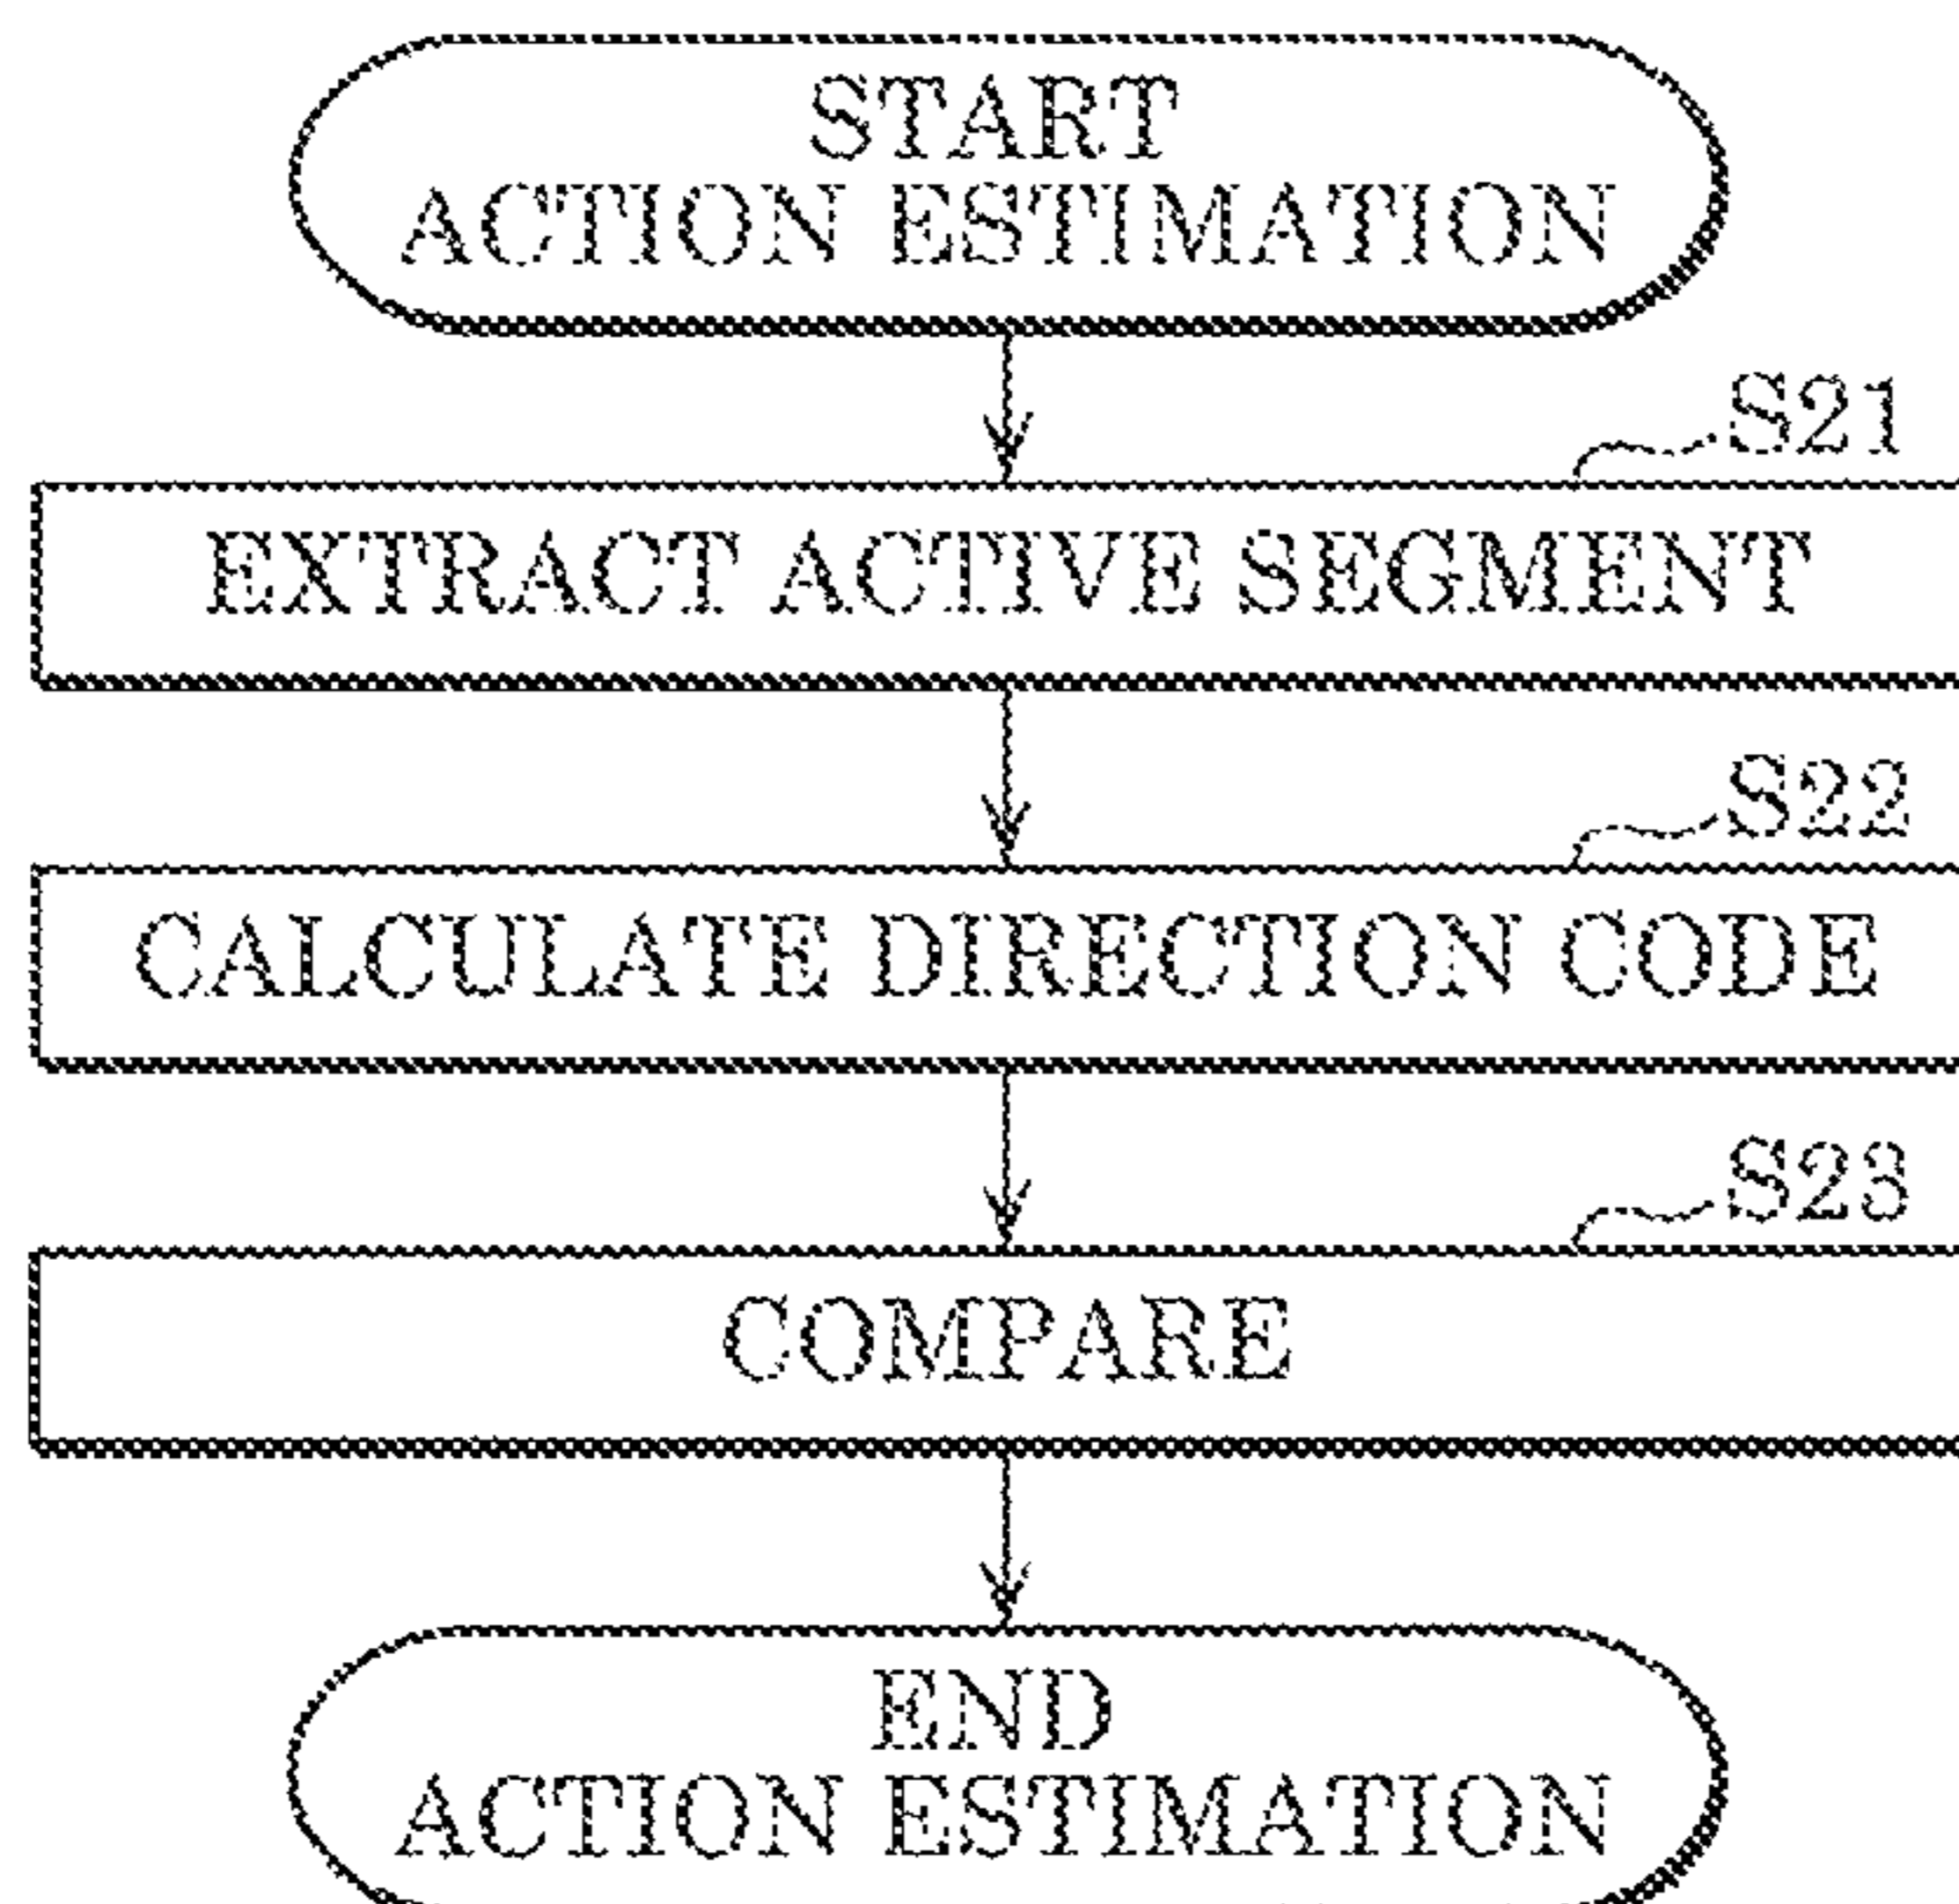 START
ACTION ESTIMATION
S21
EXTRACT ACTIVE SEGMENT
S22
CALCULATE DIRECTION CODE
S23
COMPARE
END
ACTION ESTIMATION